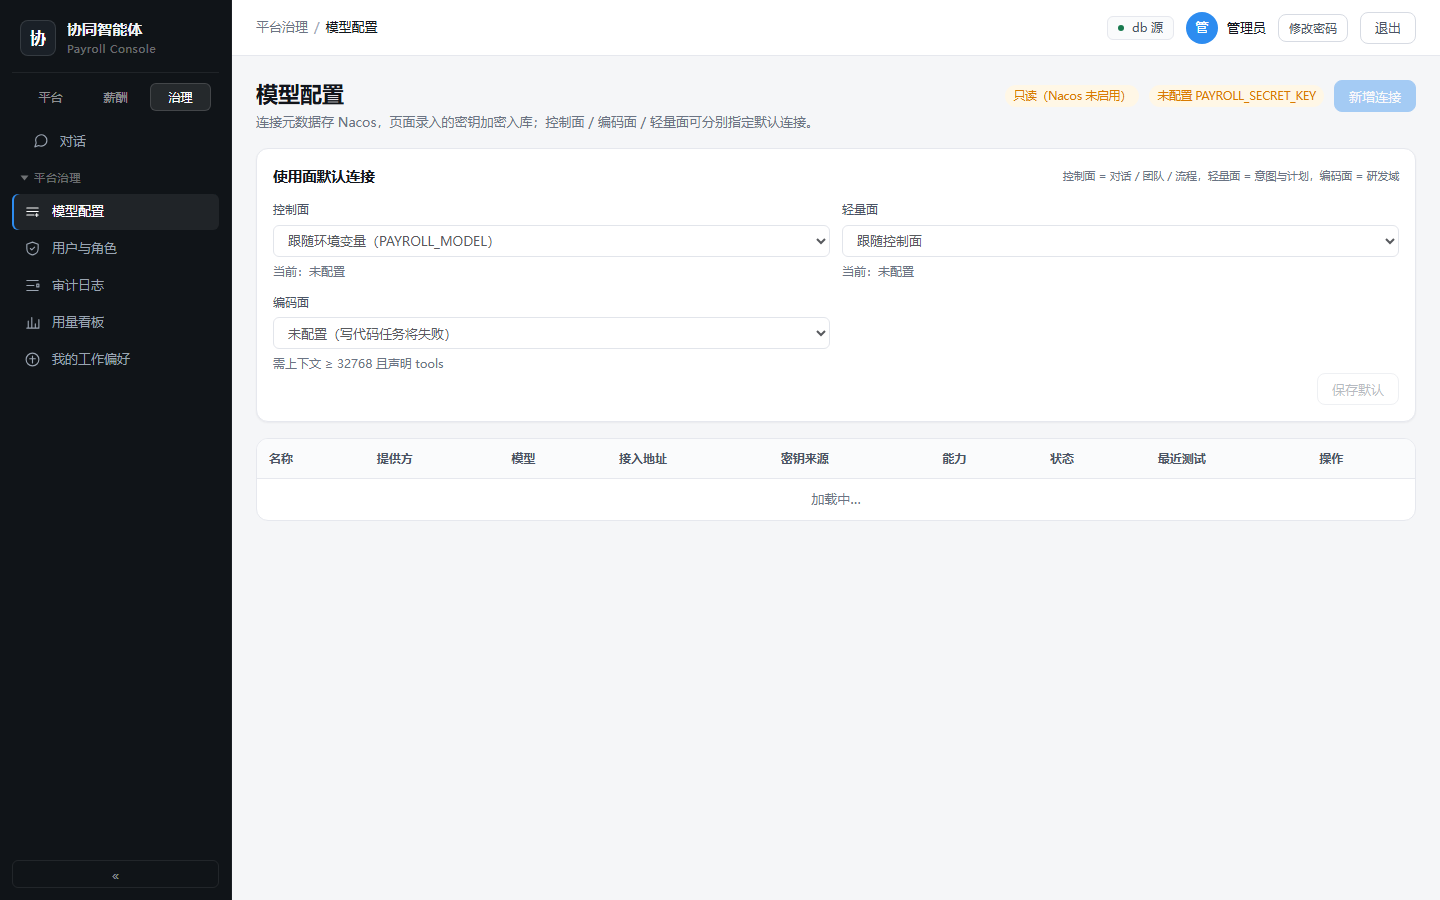 协
协同智能体
Payroll Console
平台
薪酬
治理
对话
平台治理
模型配置
用户与角色
审计日志
用量看板
我的工作偏好
«
平台治理 / 模型配置
db 源
管
管理员
修改密码
退出
模型配置
连接元数据存 Nacos，页面录入的密钥加密入库；控制面 / 编码面 / 轻量面可分别指定默认连接。
只读（Nacos 未启用）
未配置 PAYROLL_SECRET_KEY
新增连接
使用面默认连接
控制面 = 对话 / 团队 / 流程，轻量面 = 意图与计划，编码面 = 研发域
控制面
跟随环境变量（PAYROLL_MODEL）
当前：未配置
轻量面
跟随控制面
当前：未配置
编码面
未配置（写代码任务将失败）
需上下文 ≥ 32768 且声明 tools
保存默认
名称 提供方 模型 接入地址 密钥来源 能力 状态 最近测试 操作
加载中...